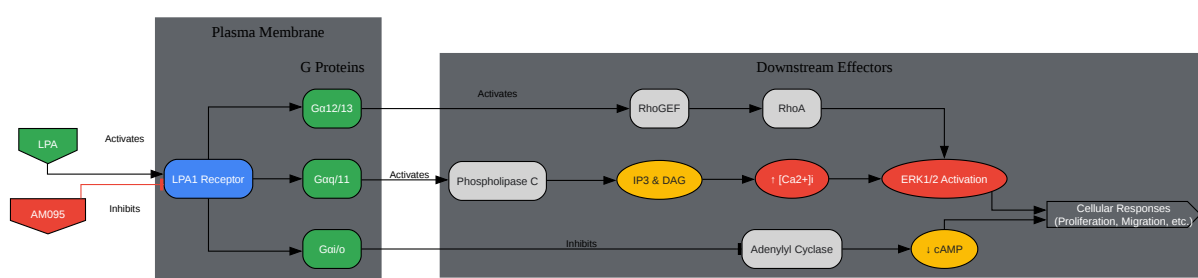 Plasma Membrane
G Proteins
Downstream Effectors
Gα12/13
Activates
RhoGEF
RhoA
LPA
Activates
LPA1 Receptor
Gαq/11
Activates
Phospholipase C
IP3 & DAG
↑ [Ca2+]i
ERK1/2 Activation
AM095
Inhibits
Cellular Responses
(Proliferation, Migration, etc.)
Gαi/o
Inhibits
Adenylyl Cyclase
↓ cAMP